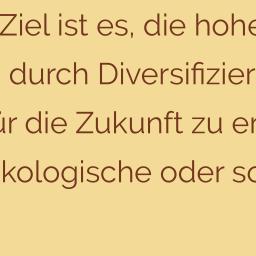 Ziel ist es, die hohe
durch Diversifizier
ür die Zukunft zu er
kologische oder so